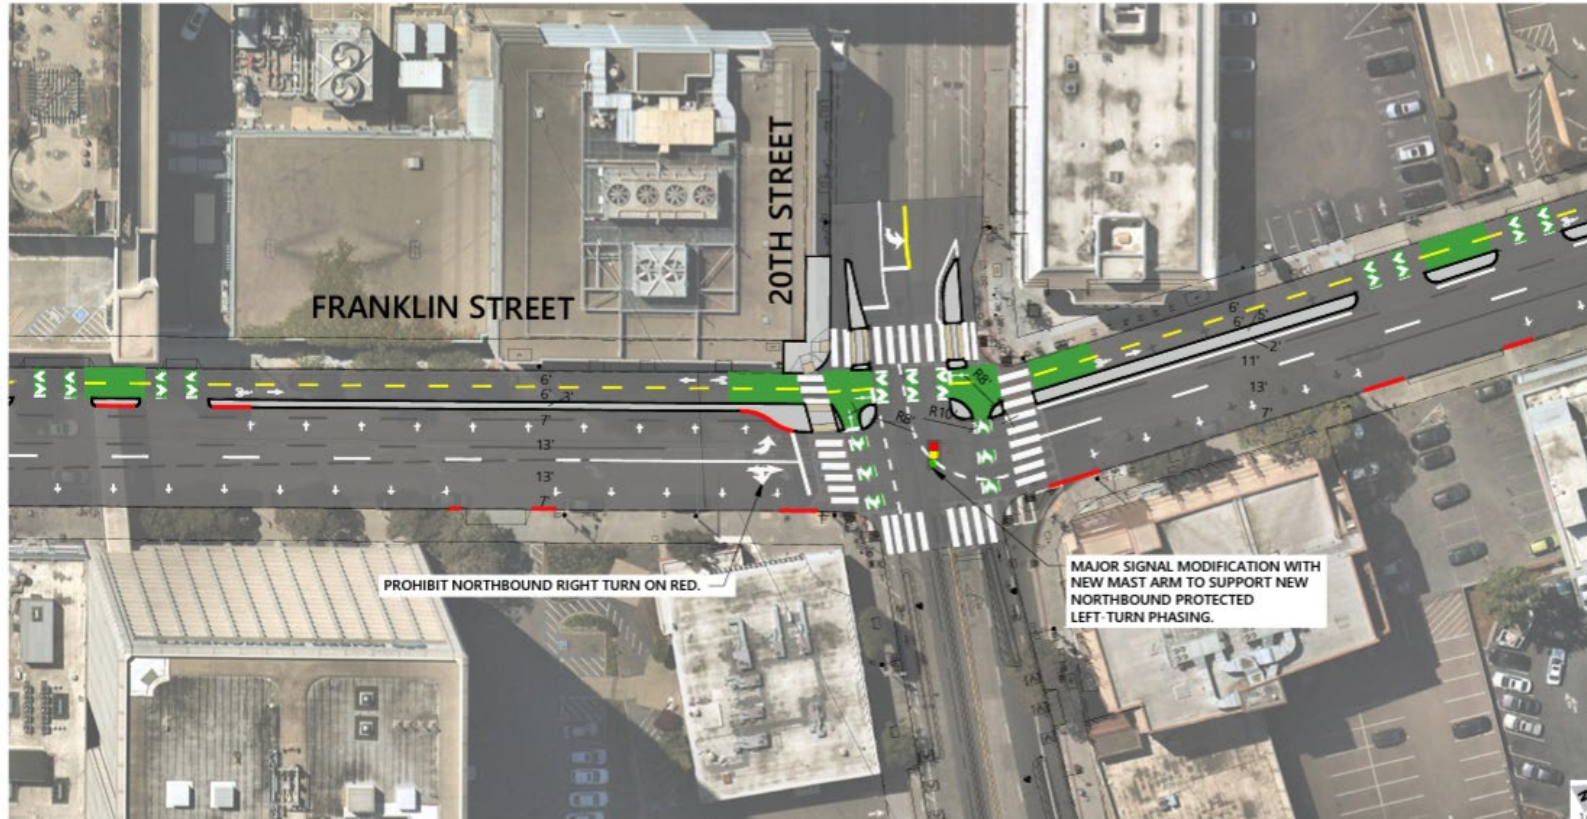 FRANKLIN STREET
20TH STREET
6'
6'
3'
7'
13'
13'
7'
R8'
R8'
R10'
6'
6'
5'
2'
11'
13'
7'
PROHIBIT NORTHBOUND RIGHT TURN ON RED.
MAJOR SIGNAL MODIFICATION WITH
NEW MAST ARM TO SUPPORT NEW
NORTHBOUND PROTECTED
LEFT-TURN PHASING.